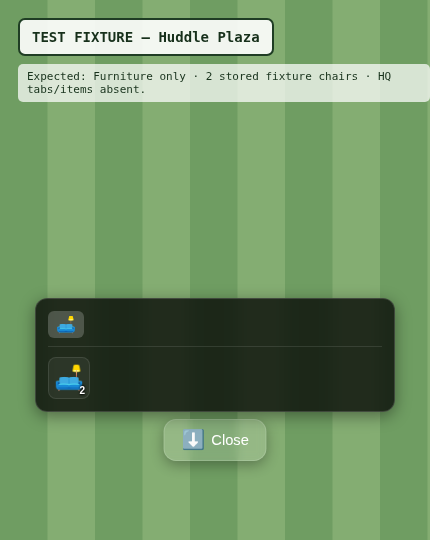 TEST FIXTURE — Huddle Plaza
Expected: Furniture only · 2 stored fixture chairs · HQ
tabs/items absent.
2
Close